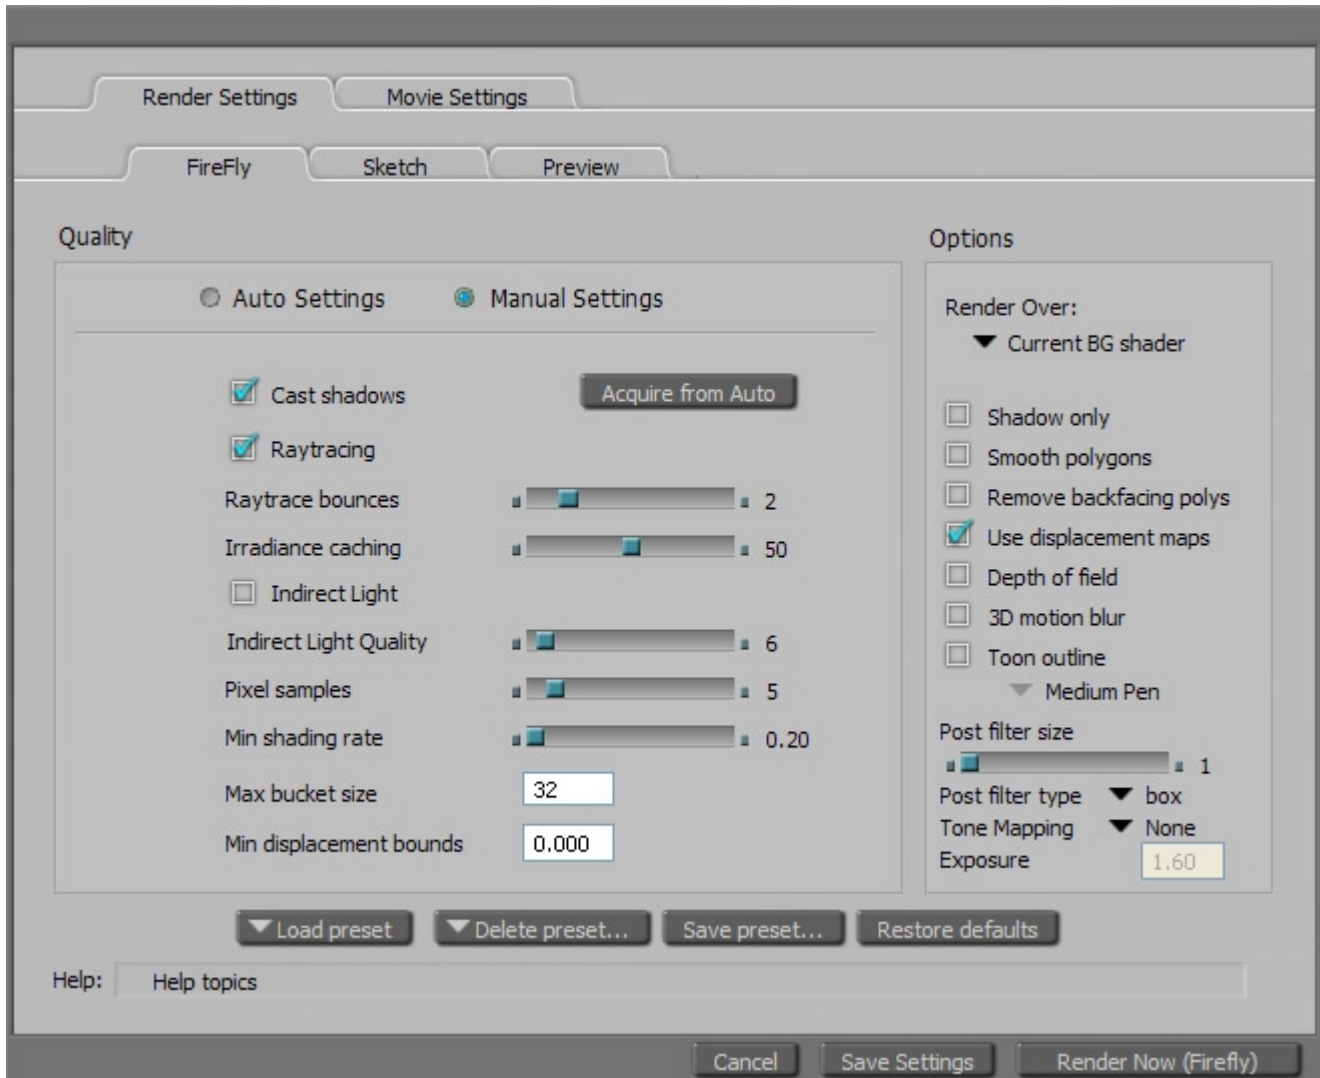 Render Settings Movie Settings
FireFly Sketch Preview
Quality
Auto Settings Manual Settings
Cast shadows Acquire from Auto
Raytracing
Raytrace bounces 2
Irradiance caching 50
Indirect Light
Indirect Light Quality 6
Pixel samples 5
Min shading rate 0.20
Max bucket size 32
Min displacement bounds 0.000
Options
Render Over:
Current BG shader
Shadow only
Smooth polygons
Remove backfacing polys
Use displacement maps
Depth of field
3D motion blur
Toon outline
Medium Pen
Post filter size
1
Post filter type box
Tone Mapping None
Exposure 1.60
Load preset Delete preset... Save preset... Restore defaults
Help: Help topics
Cancel Save Settings Render Now (Firefly)